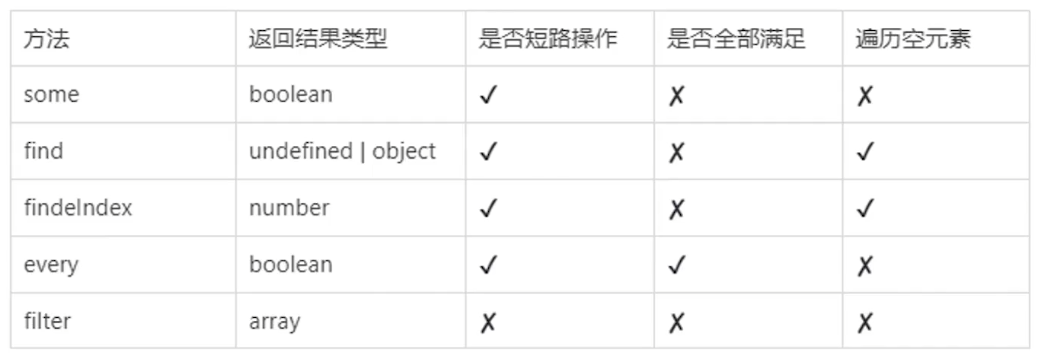 方法 返回结果类型 是否短路操作 是否全部满足 遍历空元素
some boolean ✓ ✗ ✗
find undefined | object ✓ ✗ ✓
findeIndex number ✓ ✗ ✓
every boolean ✓ ✓ ✗
filter array ✗ ✗ ✗